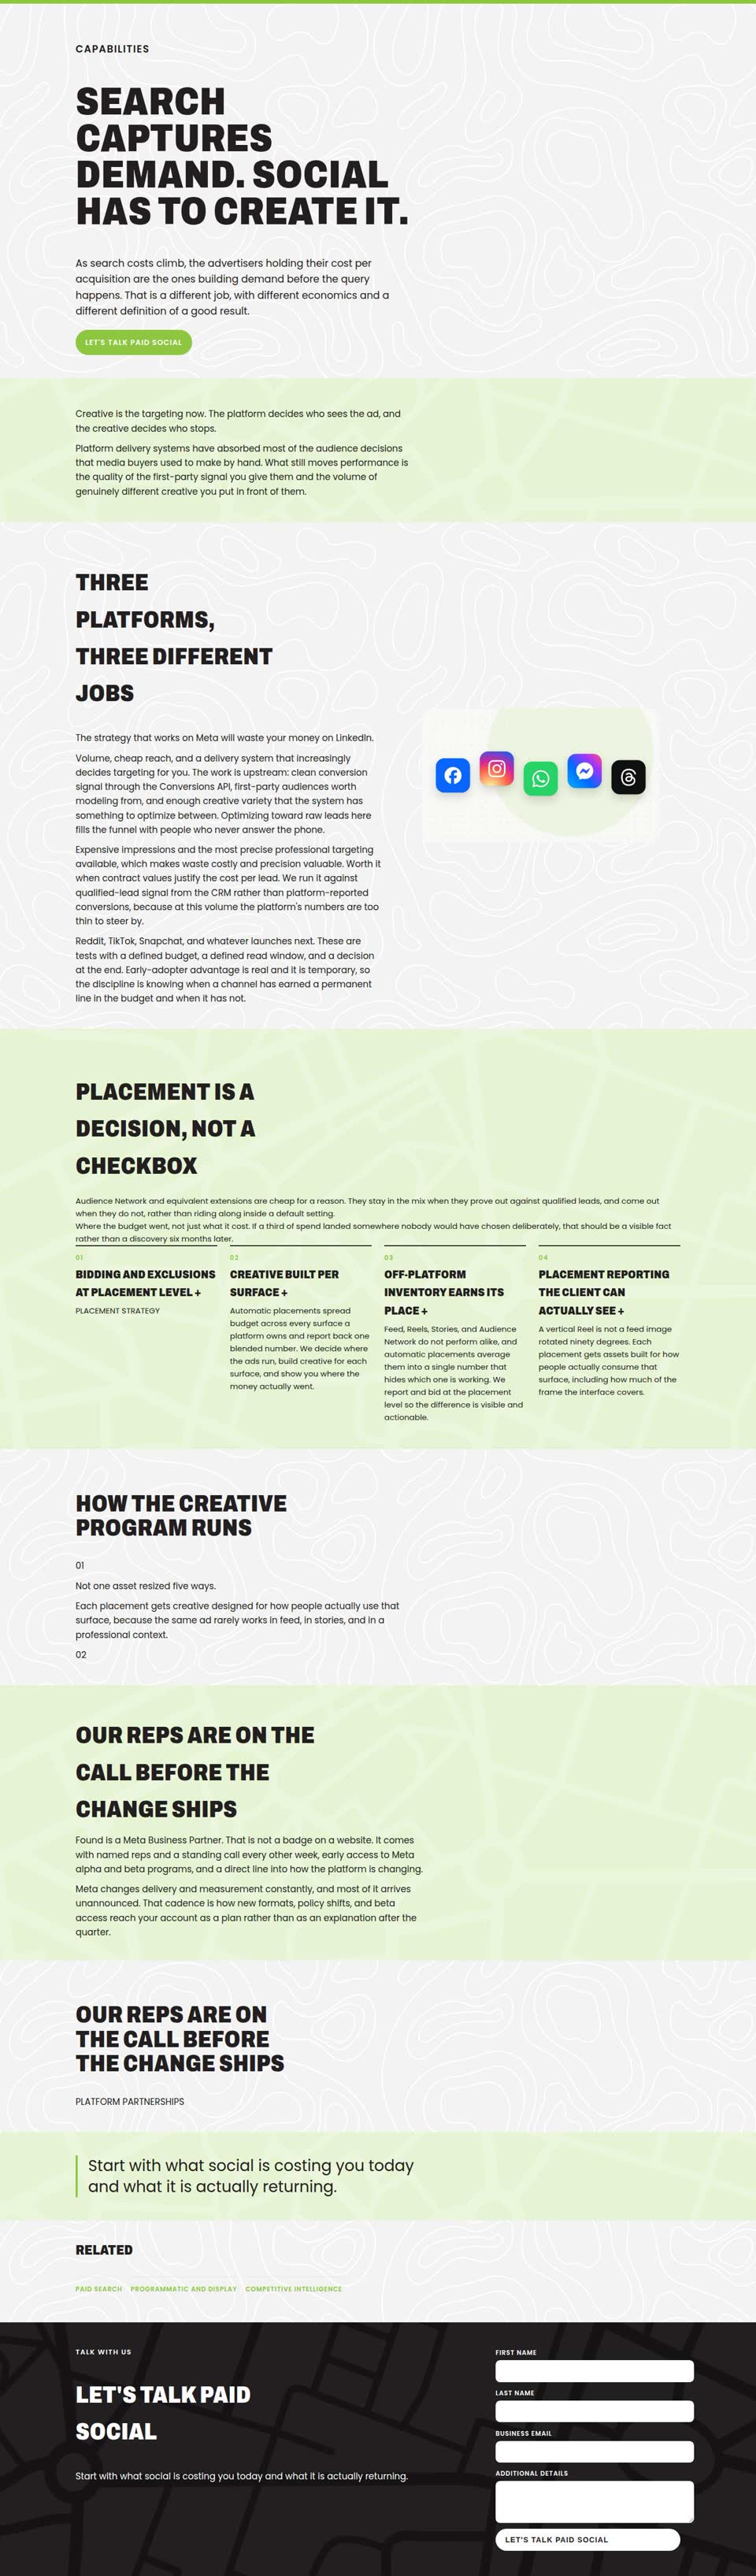 CAPABILITIES
SEARCH
CAPTURES
DEMAND. SOCIAL
HAS TO CREATE IT.
As search costs climb, the advertisers holding their cost per
acquisition are the ones building demand before the query
happens. That is a different job, with different economics and a
different definition of a good result.
LET'S TALK PAID SOCIAL
Creative is the targeting now. The platform decides who sees the ad, and
the creative decides who stops.
Platform delivery systems have absorbed most of the audience decisions
that media buyers used to make by hand. What still moves performance is
the quality of the first-party signal you give them and the volume of
genuinely different creative you put in front of them.
THREE
PLATFORMS,
THREE DIFFERENT
JOBS
The strategy that works on Meta will waste your money on LinkedIn.
Volume, cheap reach, and a delivery system that increasingly
decides targeting for you. The work is upstream: clean conversion
signal through the Conversions API, first-party audiences worth
modeling from, and enough creative variety that the system has
something to optimize between. Optimizing toward raw leads here
fills the funnel with people who never answer the phone.
Expensive impressions and the most precise professional targeting
available, which makes waste costly and precision valuable. Worth it
when contract values justify the cost per lead. We run it against
qualified-lead signal from the CRM rather than platform-reported
conversions, because at this volume the platform's numbers are too
thin to steer by.
Reddit, TikTok, Snapchat, and whatever launches next. These are
tests with a defined budget, a defined read window, and a decision
at the end. Early-adopter advantage is real and it is temporary, so
the discipline is knowing when a channel has earned a permanent
line in the budget and when it has not.
PLACEMENT IS A
DECISION, NOT A
CHECKBOX
Audience Network and equivalent extensions are cheap for a reason. They stay in the mix when they prove out against qualified leads, and come out
when they do not, rather than riding along inside a default setting.
Where the budget went, not just what it cost. If a third of spend landed somewhere nobody would have chosen deliberately, that should be a visible fact
rather than a discovery six months later.
01
BIDDING AND EXCLUSIONS
AT PLACEMENT LEVEL +
PLACEMENT STRATEGY
02
CREATIVE BUILT PER
SURFACE +
Automatic placements spread
budget across every surface a
platform owns and report back one
blended number. We decide where
the ads run, build creative for each
surface, and show you where the
money actually went.
03
OFF-PLATFORM
INVENTORY EARNS ITS
PLACE +
Feed, Reels, Stories, and Audience
Network do not perform alike, and
automatic placements average
them into a single number that
hides which one is working. We
report and bid at the placement
level so the difference is visible and
actionable.
04
PLACEMENT REPORTING
THE CLIENT CAN
ACTUALLY SEE +
A vertical Reel is not a feed image
rotated ninety degrees. Each
placement gets assets built for how
people actually consume that
surface, including how much of the
frame the interface covers.
HOW THE CREATIVE
PROGRAM RUNS
01
Not one asset resized five ways.
Each placement gets creative designed for how people actually use that
surface, because the same ad rarely works in feed, in stories, and in a
professional context.
02
OUR REPS ARE ON THE
CALL BEFORE THE
CHANGE SHIPS
Found is a Meta Business Partner. That is not a badge on a website. It comes
with named reps and a standing call every other week, early access to Meta
alpha and beta programs, and a direct line into how the platform is changing.
Meta changes delivery and measurement constantly, and most of it arrives
unannounced. That cadence is how new formats, policy shifts, and beta
access reach your account as a plan rather than as an explanation after the
quarter.
OUR REPS ARE ON
THE CALL BEFORE
THE CHANGE SHIPS
PLATFORM PARTNERSHIPS
Start with what social is costing you today
and what it is actually returning.
RELATED
PAID SEARCH PROGRAMMATIC AND DISPLAY COMPETITIVE INTELLIGENCE
TALK WITH US
LET'S TALK PAID
SOCIAL
Start with what social is costing you today and what it is actually returning.
FIRST NAME
LAST NAME
BUSINESS EMAIL
ADDITIONAL DETAILS
LET'S TALK PAID SOCIAL